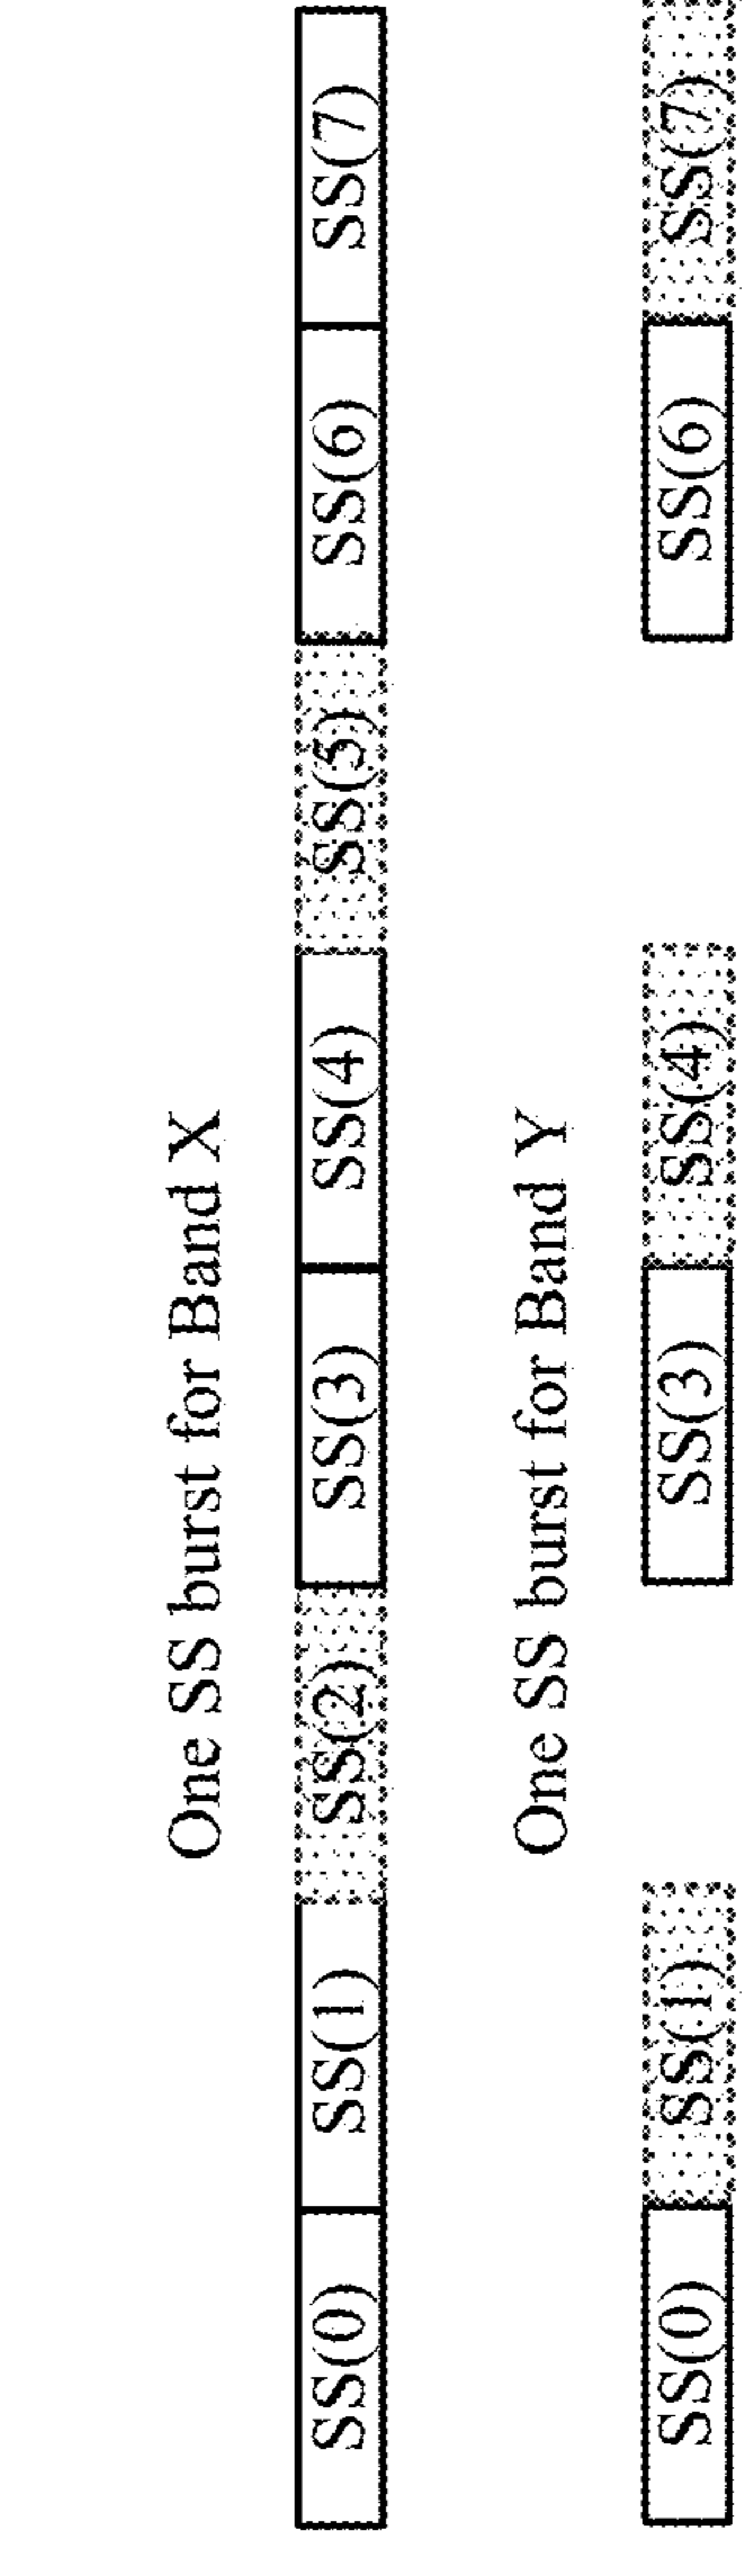 One SS burst for Band X
SS(0) SS(1) SS(2) SS(3) SS(4) SS(5) SS(6) SS(7)
One SS burst for Band Y
SS(0) SS(1) SS(3) SS(4) SS(6) SS(7)